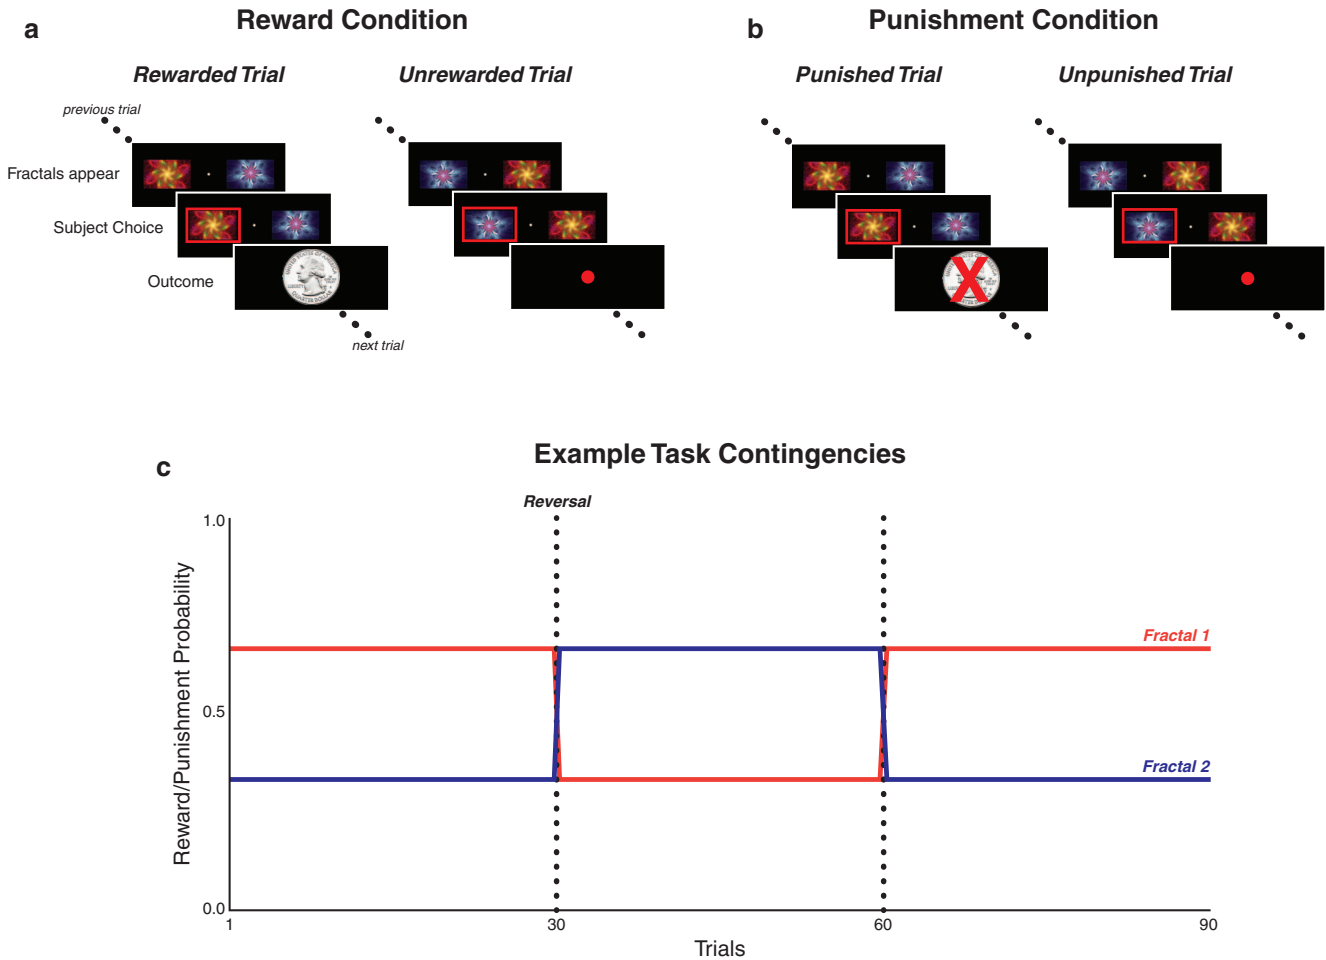 a
Reward Condition
Rewarded Trial
Unrewarded Trial
previous trial
Fractals appear
Subject Choice
Outcome
next trial
b
Punishment Condition
Punished Trial
Unpunished Trial
X
c
Example Task Contingencies
Reversal
1.0
0.5
0.0
Reward/Punishment Probability
Fractal 1
Fractal 2
1
30
60
90
Trials